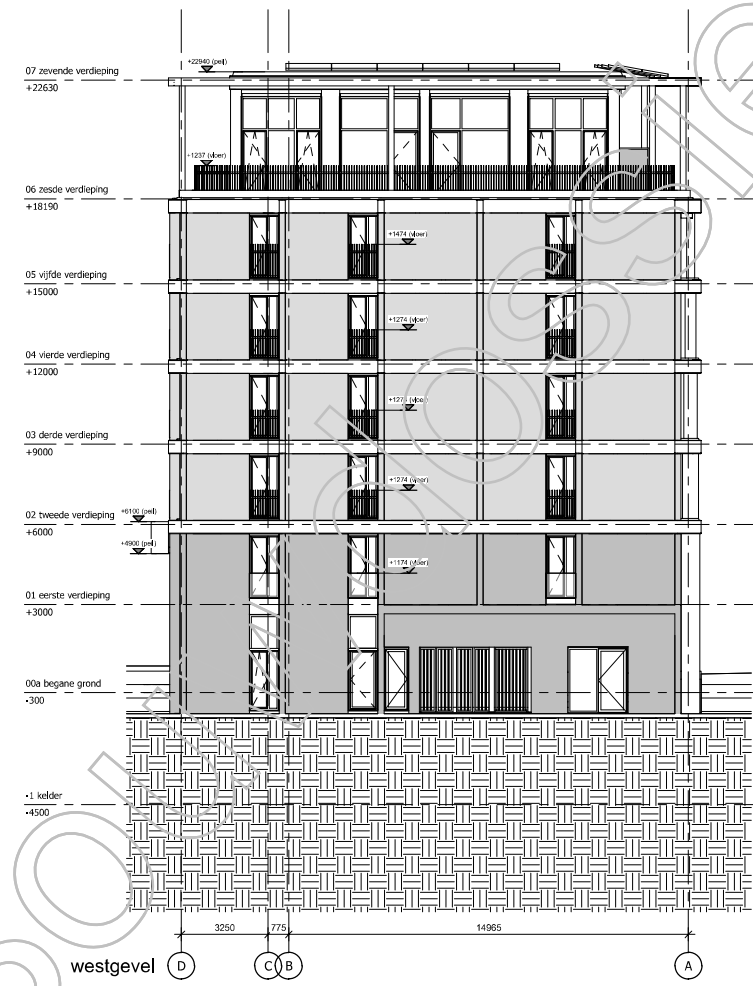 +22940 (peil)
07 zevende verdieping
+22630
+1237 (vloer)
06 zesde verdieping
+18190
+1474 (vloer)
05 vijfde verdieping
+15000
+1274 (vloer)
04 vierde verdieping
+12000
(vloer)
03 derde verdieping
+9000
+1274 (vloer)
02 tweede verdieping
+6100 (peil)
+6000
+4900 (peil)
+1174 (vloer)
01 eerste verdieping
+3000
00a begane grond
-300
-1 kelder
-4500
3250 775 14965
westgevel D C B A